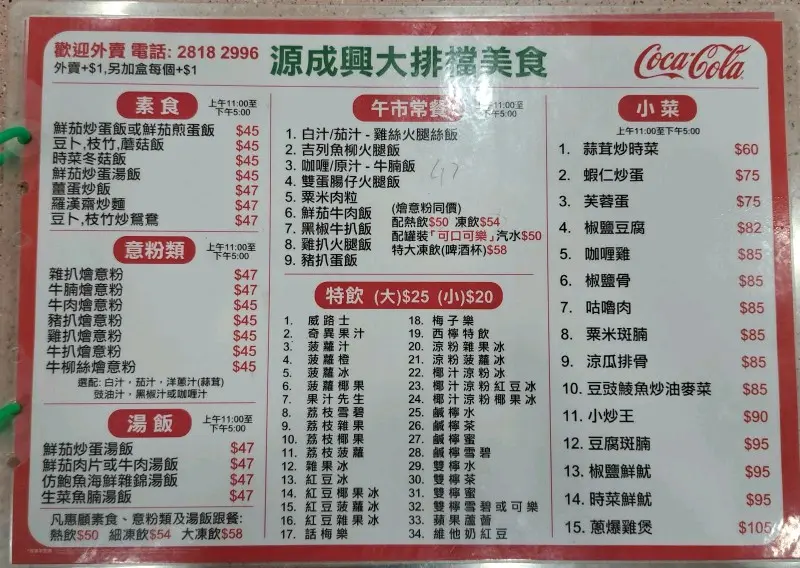 歡迎外賣 電話: 2818 2996
外賣+$1,另加盒每個+$1
源成興大排檔美食
Coca-Cola
素食
上午11:00至
下午5:00
鮮茄炒蛋飯或鮮茄煎蛋飯 $45
豆卜,枝竹,蘑菇飯 $45
時菜冬菇飯 $45
鮮茄炒蛋湯飯 $45
薑蛋炒飯 $47
羅漢齋炒麵 $47
豆卜,枝竹炒鴛鴦 $47
意粉類
上午11:00至
下午5:00
雜扒燴意粉 $47
牛腩燴意粉 $47
牛肉燴意粉 $45
豬扒燴意粉 $45
雞扒燴意粉 $45
牛扒燴意粉 $45
牛柳絲燴意粉 $45
選配: 白汁，茄汁，洋蔥汁(蒜茸)
豉油汁，黑椒汁或咖喱汁
湯飯
上午11:00至
下午5:00
鮮茄炒蛋湯飯 $47
鮮茄肉片或牛肉湯飯 $47
仿鮑魚海鮮雜錦湯飯 $47
生菜魚腩湯飯 $47
凡惠顧素食、意粉類及湯飯跟餐:
熱飲$50 細凍飲$54 大凍飲$58
午市常餐
上午11:00至
下午5:00
1. 白汁/茄汁 - 雞絲火腿絲飯
2. 吉列魚柳火腿飯
3. 咖喱/原汁 - 牛腩飯
4. 雙蛋腸仔火腿飯
5. 粟米肉粒
6. 鮮茄牛肉飯
7. 黑椒牛扒飯
8. 雞扒火腿飯
9. 豬扒蛋飯
(燴意粉同價)
配熱飲$50 凍飲$54
配罐裝「可口可樂」汽水$50
特大凍飲(啤酒杯)$58
特飲 (大)$25 (小)$20
1. 威路士
2. 奇異果汁
3. 菠蘿汁
4. 菠蘿橙
5. 菠蘿冰
6. 菠蘿椰果
7. 果汁先生
8. 荔枝雪碧
9. 荔枝雜果
10. 荔枝椰果
11. 荔枝菠蘿
12. 雜果冰
13. 紅豆冰
14. 紅豆椰果冰
15. 紅豆菠蘿冰
16. 紅豆雜果冰
17. 話梅樂
18. 梅子樂
19. 西檸特飲
20. 涼粉雜果冰
21. 涼粉菠蘿冰
22. 椰汁涼粉冰
23. 椰汁涼粉紅豆冰
24. 椰汁涼粉椰果冰
25. 鹹檸水
26. 鹹檸茶
27. 鹹檸蜜
28. 鹹檸雪碧
29. 雙檸水
30. 雙檸茶
31. 雙檸蜜
32. 雙檸雪碧或可樂
33. 蘋果蘆薈
34. 維他奶紅豆
小菜
上午11:00至下午5:00
1. 蒜茸炒時菜 $60
2. 蝦仁炒蛋 $75
3. 芙蓉蛋 $75
4. 椒鹽豆腐 $82
5. 咖喱雞 $85
6. 椒鹽骨 $85
7. 咕嚕肉 $85
8. 粟米斑腩 $85
9. 涼瓜排骨 $85
10. 豆豉鯪魚炒油麥菜 $85
11. 小炒王 $90
12. 豆腐斑腩 $95
13. 椒鹽鮮魷 $95
14. 時菜鮮魷 $95
15. 蔥爆雞煲 $105